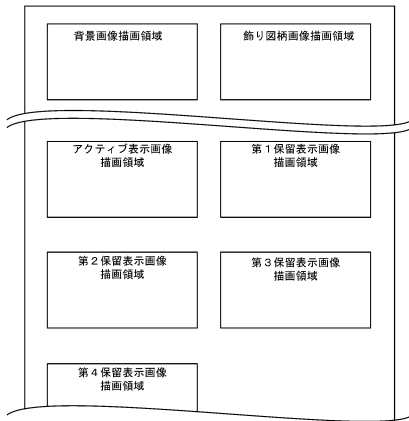 背景画像描画領域
飾り図柄画像描画領域
アクティブ表示画像
描画領域
第１保留表示画像
描画領域
第２保留表示画像
描画領域
第３保留表示画像
描画領域
第４保留表示画像
描画領域